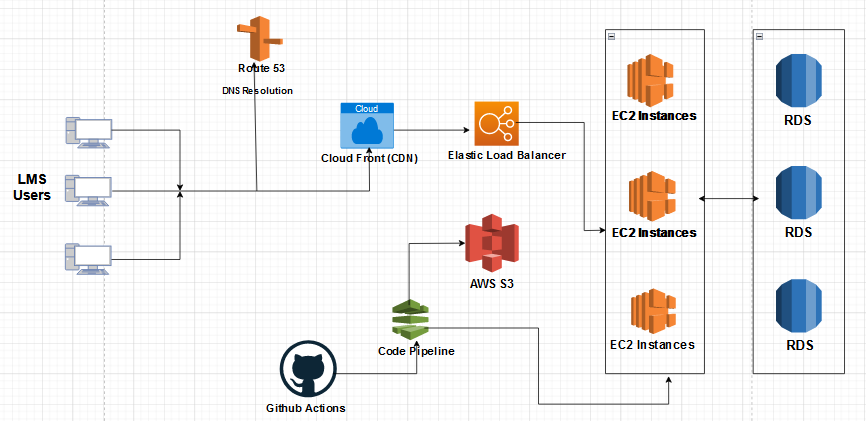 Route 53
DNS Resolution
Cloud
Cloud Front (CDN)
Elastic Load Balancer
LMS
Users
EC2 Instances
RDS
EC2 Instances
RDS
AWS S3
Code Pipeline
EC2 Instances
RDS
Github Actions